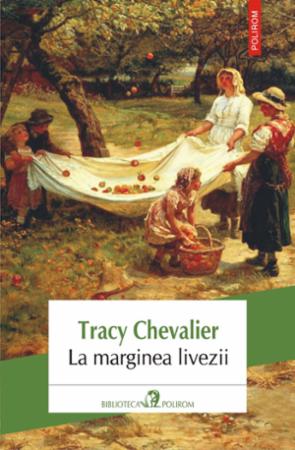 POLIROM
Tracy Chevalier
La marginea livezii
BIBLIOTECA POLIROM